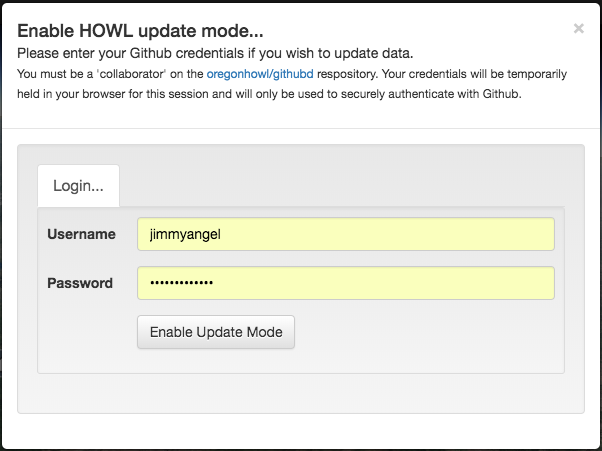 Enable HOWL update mode...
×
Please enter your Github credentials if you wish to update data.
You must be a 'collaborator' on the oregonhowl/githubd respository. Your credentials will be temporarily
held in your browser for this session and will only be used to securely authenticate with Github.
Login...
Username jimmyangel
Password •••••••••••••
Enable Update Mode